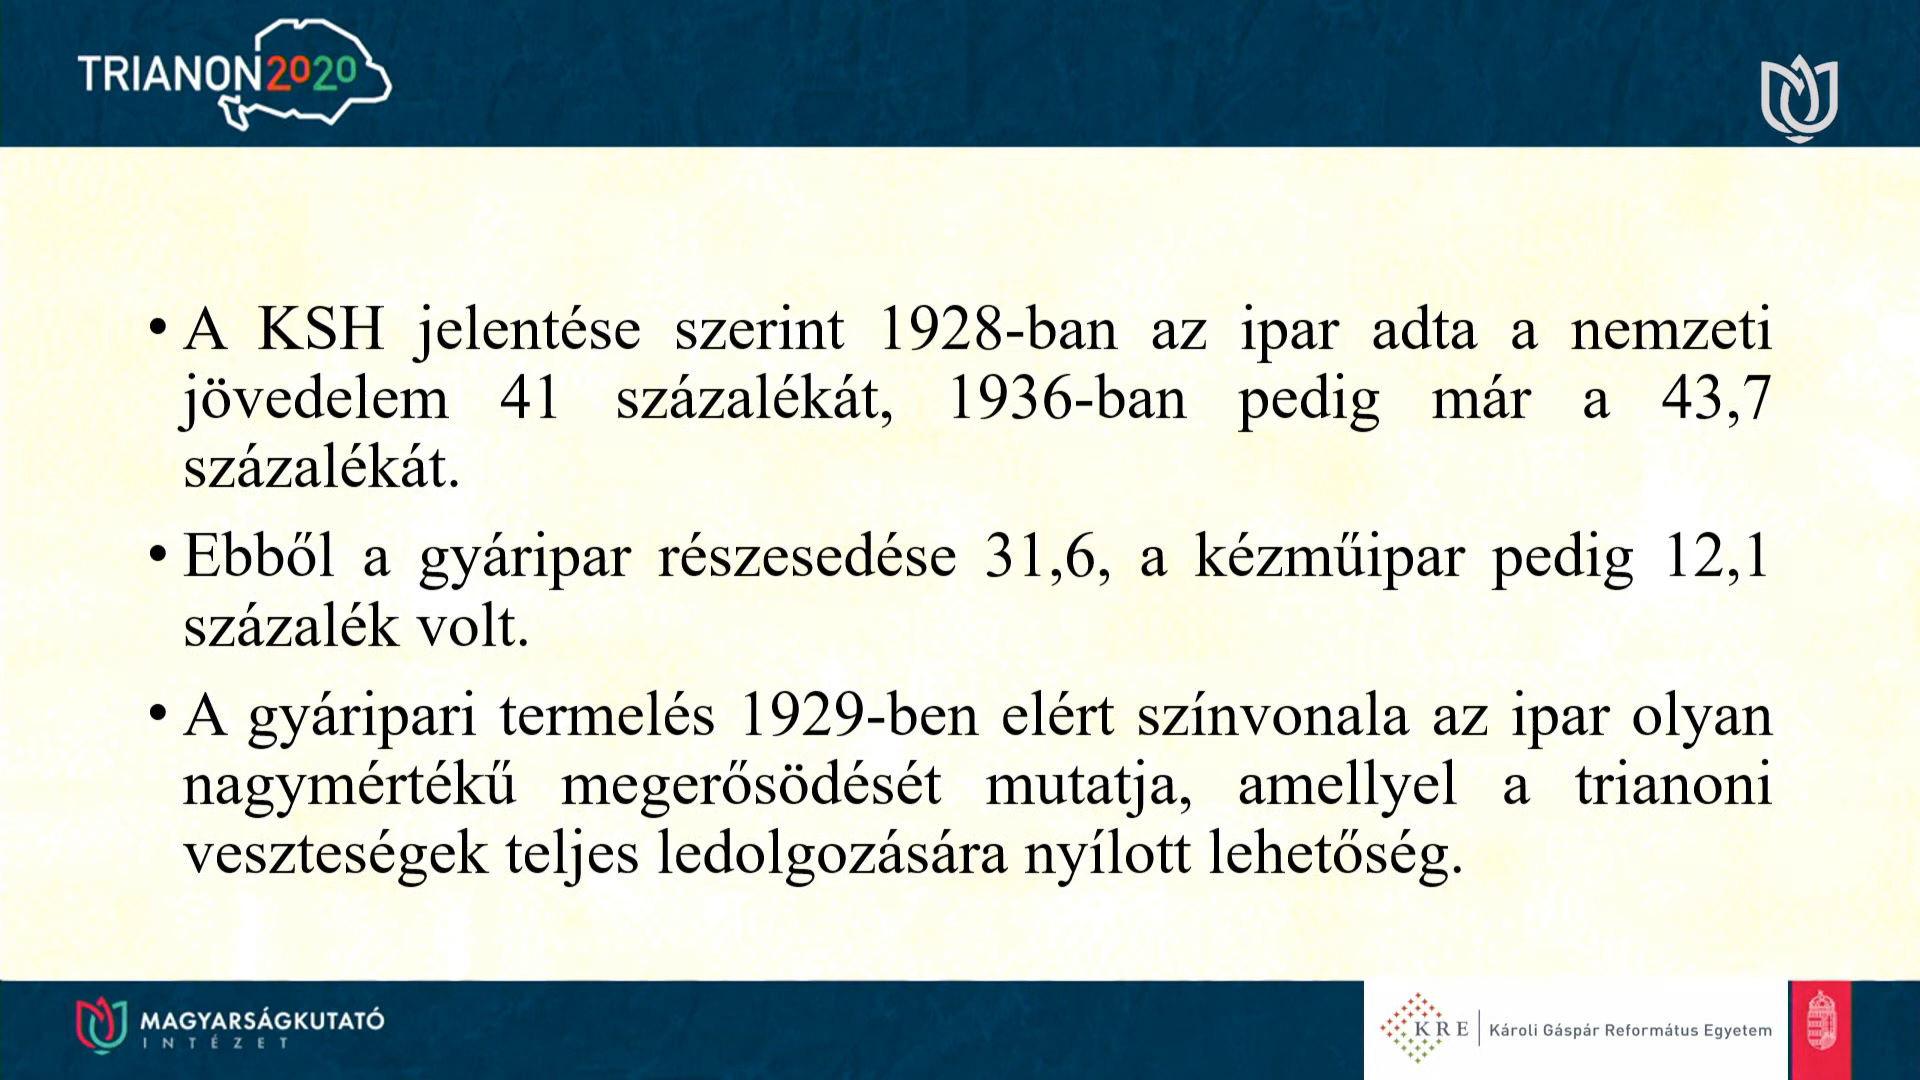 TRIANON2020
• A KSH jelentése szerint 1928-ban az ipar adta a nemzeti
jövedelem 41 százalékát, 1936-ban pedig már a 43,7
százalékát.
• Ebből a gyáripar részesedése 31,6, a kézműipar pedig 12,1
százalék volt.
• A gyáripari termelés 1929-ben elért színvonala az ipar olyan
nagymértékű megerősödését mutatja, amellyel a trianoni
veszteségek teljes ledolgozására nyílott lehetőség.
MAGYARSÁGKUTATÓ
INTÉZET
KRE
Károli Gáspár Református Egyetem